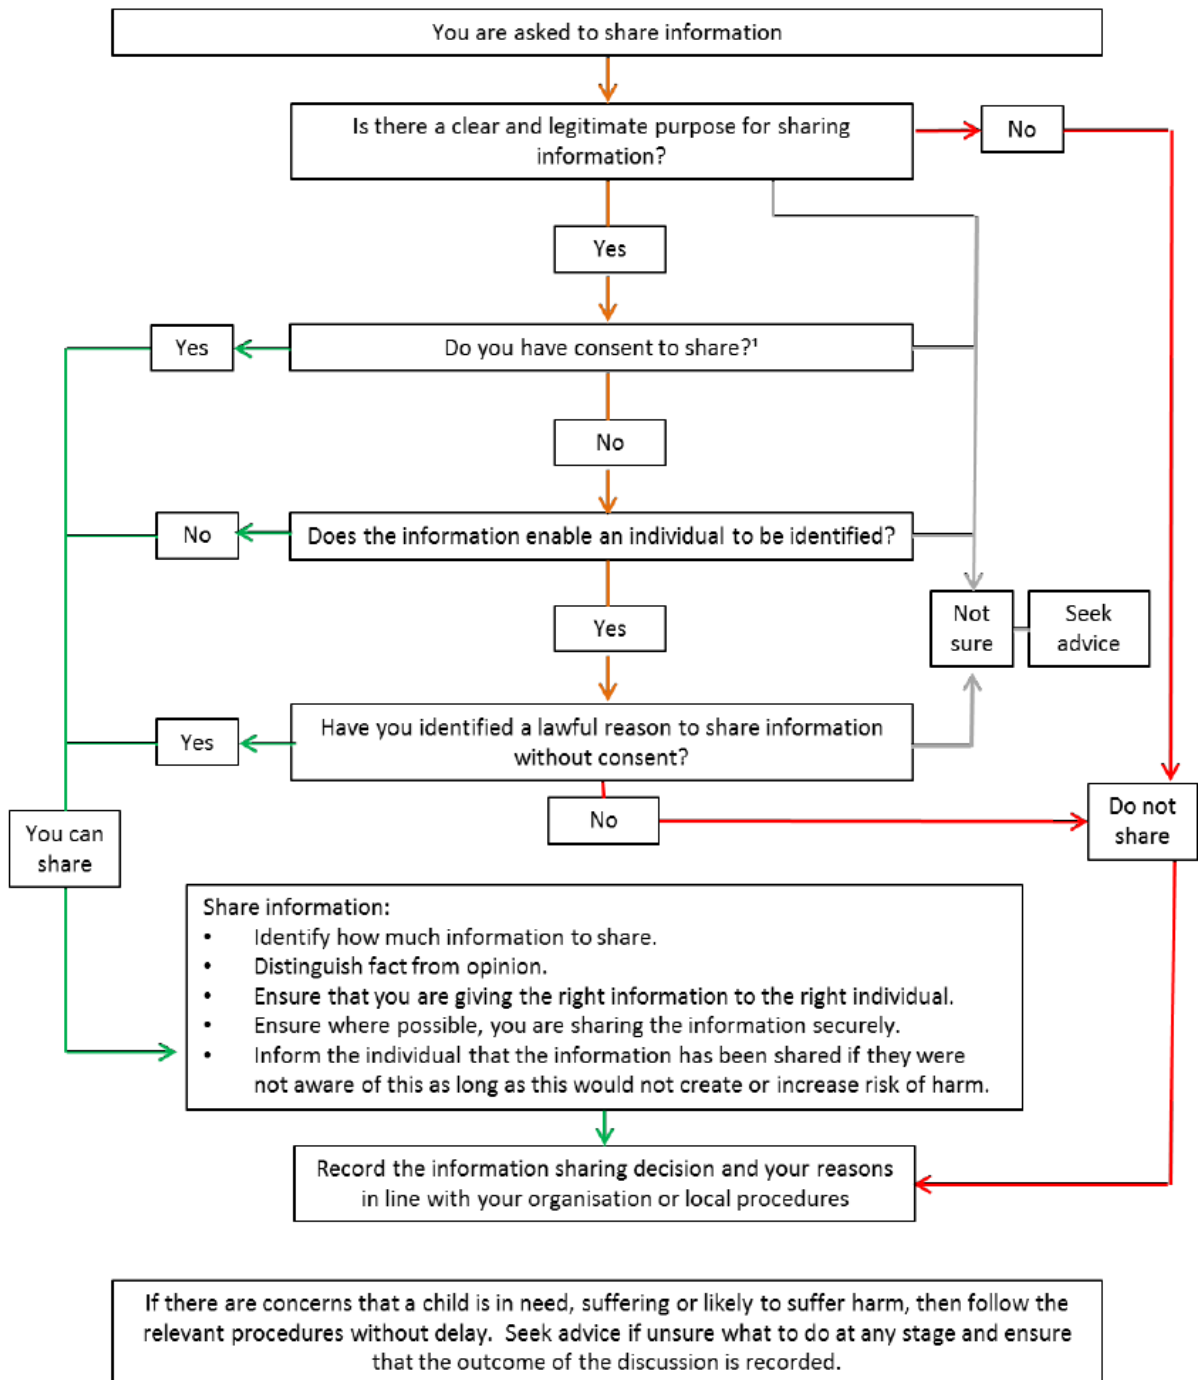 You are asked to share information
Is there a clear and legitimate purpose for sharing
information?
No
Yes
Yes
Do you have consent to share?¹
No
No
Does the information enable an individual to be identified?
Yes
Not
sure
Seek
advice
Yes
Have you identified a lawful reason to share information
without consent?
No
Do not
share
You can
share
Share information:
• Identify how much information to share.
• Distinguish fact from opinion.
• Ensure that you are giving the right information to the right individual.
• Ensure where possible, you are sharing the information securely.
• Inform the individual that the information has been shared if they were
not aware of this as long as this would not create or increase risk of harm.
Record the information sharing decision and your reasons
in line with your organisation or local procedures
If there are concerns that a child is in need, suffering or likely to suffer harm, then follow the
relevant procedures without delay. Seek advice if unsure what to do at any stage and ensure
that the outcome of the discussion is recorded.